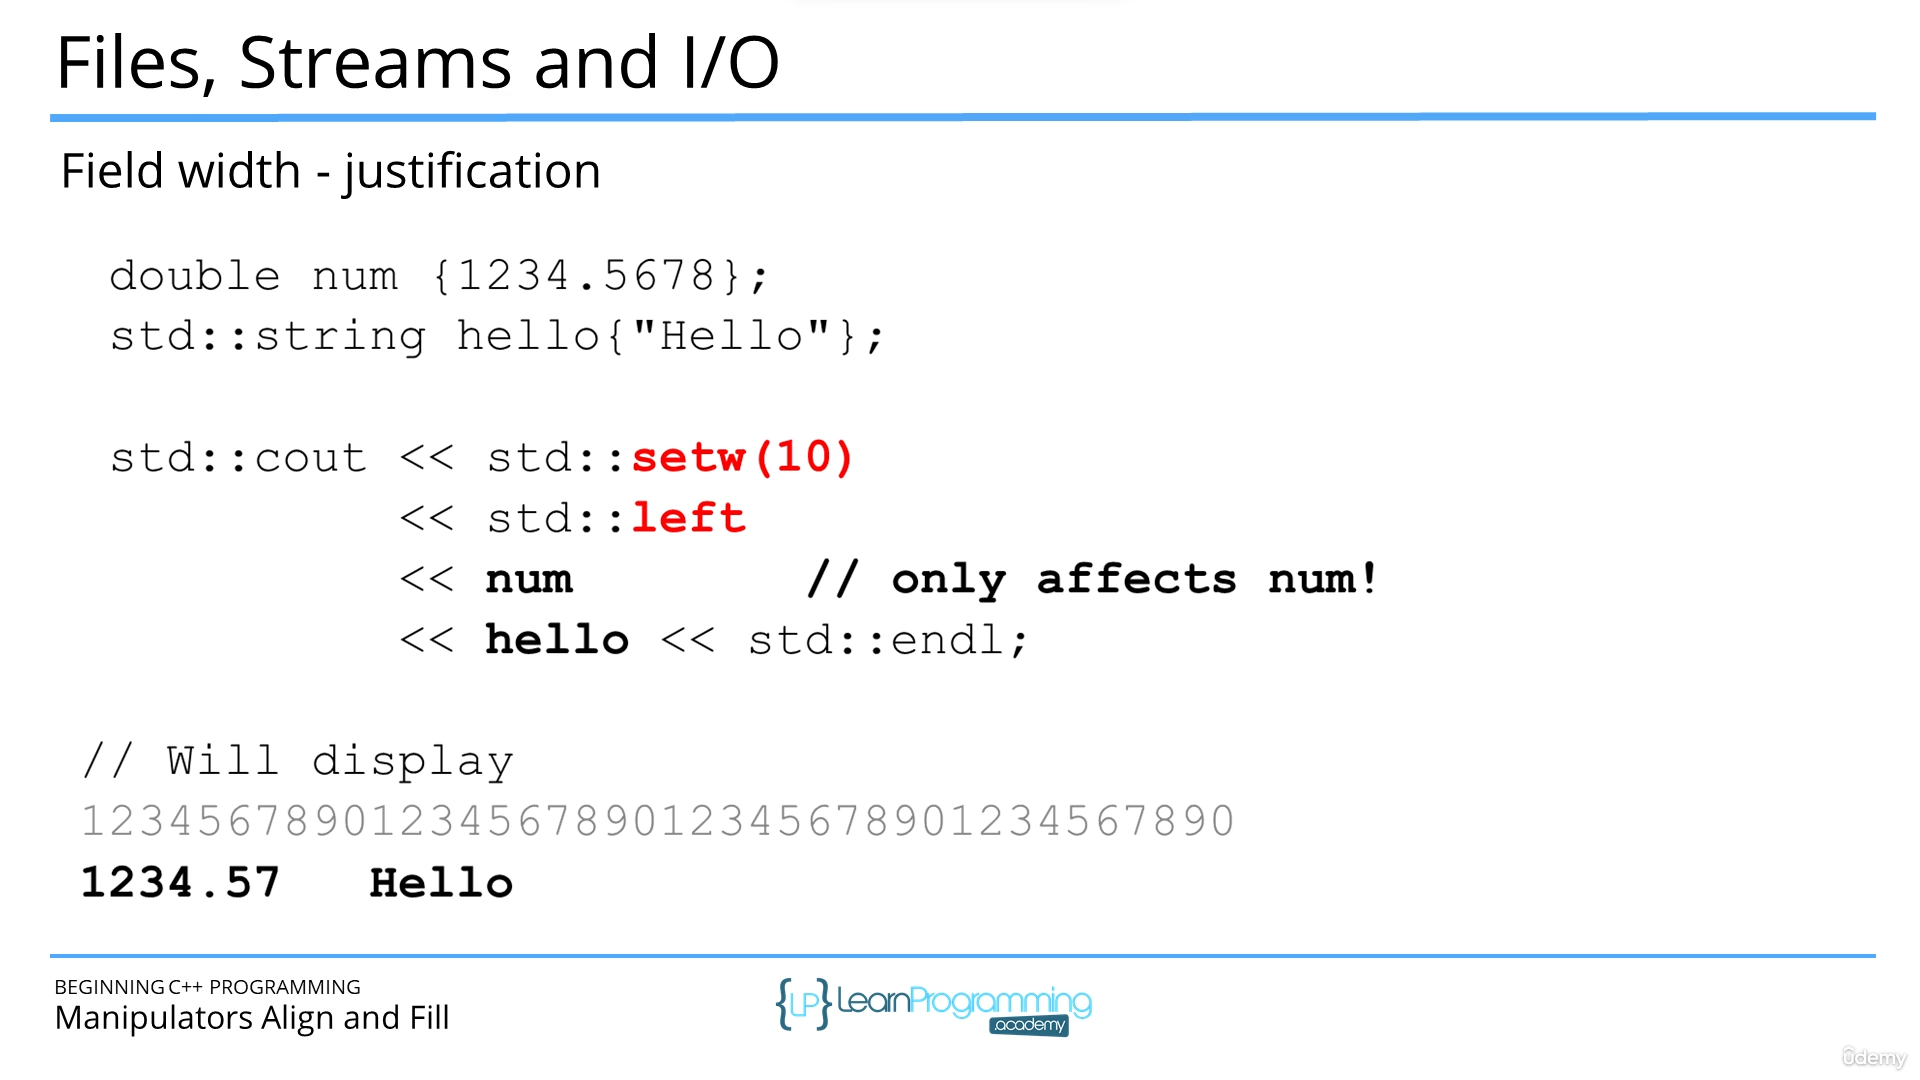 Files, Streams and I/O
Field width - justification
double num {1234.5678};
std::string hello{"Hello"};
std::cout << std::setw(10)
<< std::left
<< num // only affects num!
<< hello << std::endl;
// Will display
1234567890123456789012345678901234567890
1234.57   Hello
BEGINNING C++ PROGRAMMING
Manipulators Align and Fill
{LP} LearnProgramming
.academy
ûdemy